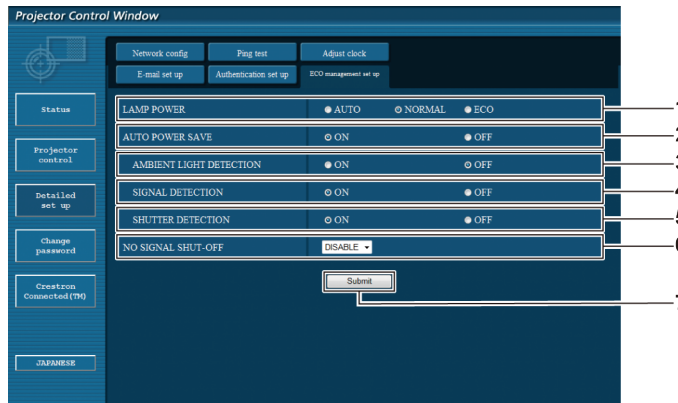 Projector Control Window
Network config Ping test Adjust clock
E-mail set up Authentication set up ECO management set up
Status
Projector
control
Detailed
set up
Change
password
Crestron
Connected(TM)
JAPANESE
LAMP POWER AUTO NORMAL ECO
AUTO POWER SAVE ON OFF
AMBIENT LIGHT DETECTION ON OFF
SIGNAL DETECTION ON OFF
SHUTTER DETECTION ON OFF
NO SIGNAL SHUT-OFF DISABLE
Submit